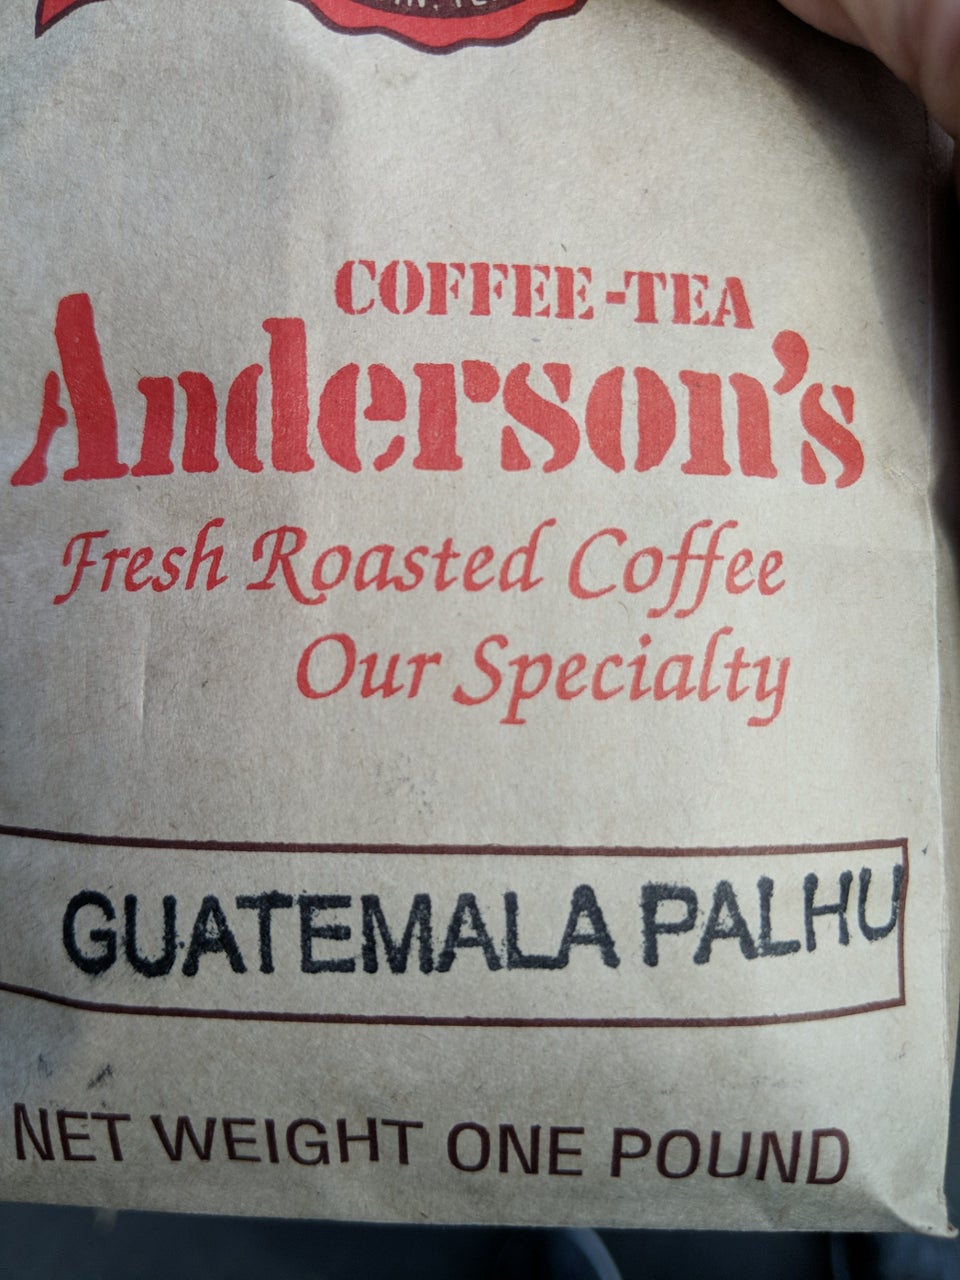 COFFEE-TEA
Anderson's
Fresh Roasted Coffee
Our Specialty
GUATEMALA PALHU
NET WEIGHT ONE POUND